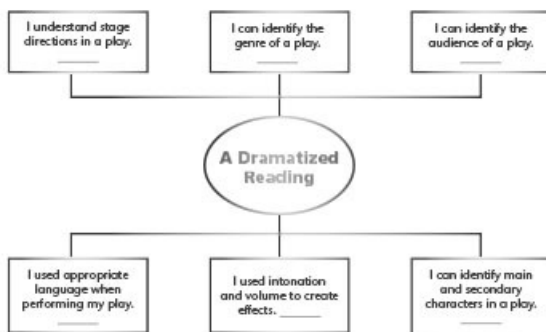 I understand stage
directions in a play.
I can identify the
genre of a play.
I can identify the
audience of a play.
A Dramatized
Reading
I used appropriate
language when
performing my play.
I used intonation
and volume to create
effects. ________
I can identify main
and secondary
characters in a play.